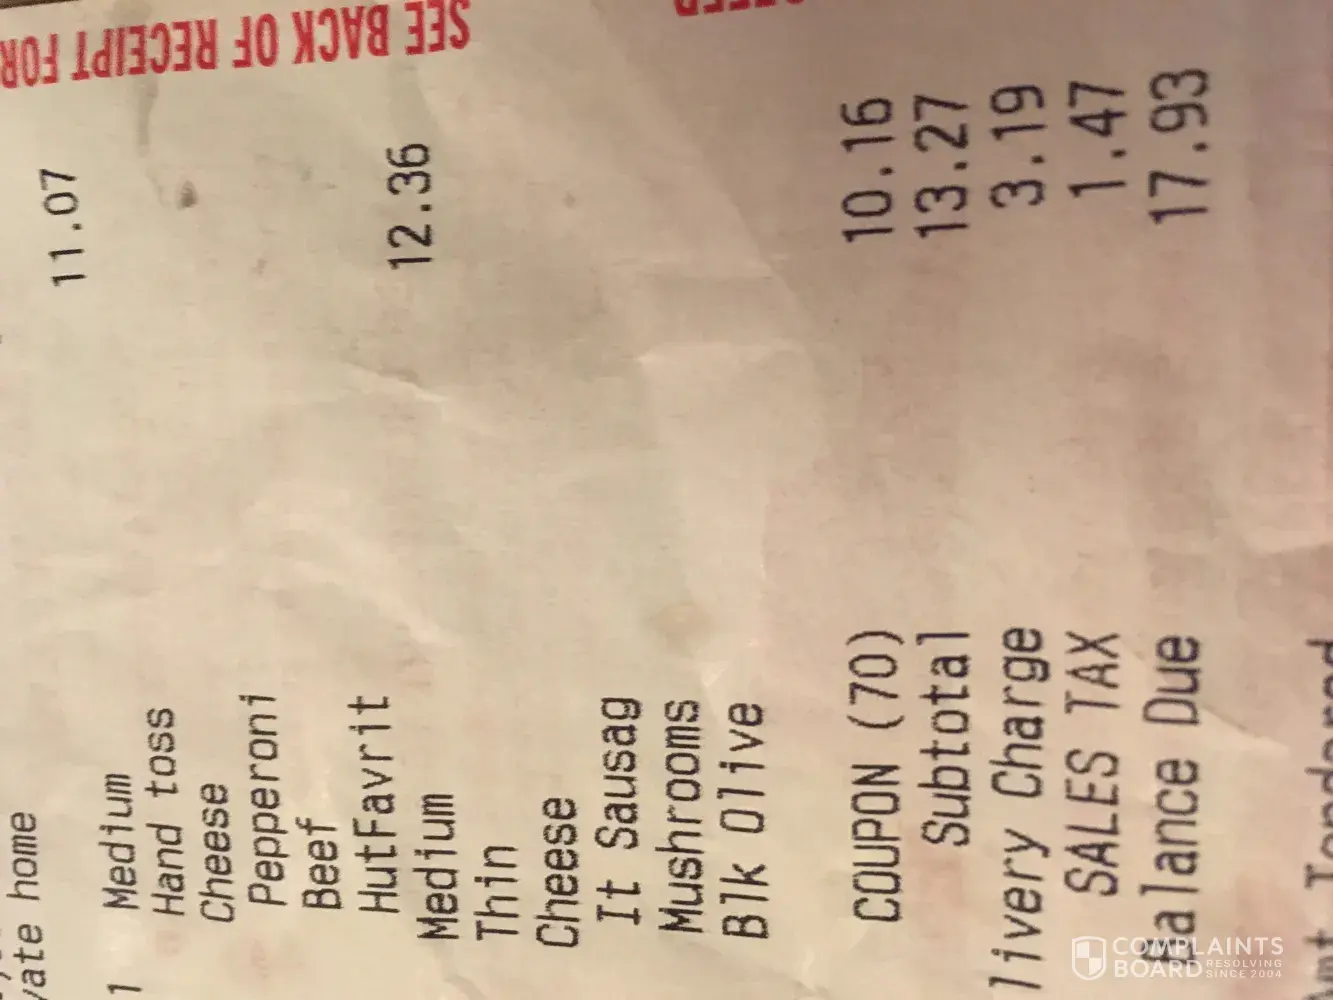 vate home
1 Medium 11.07
Hand toss
Cheese
Pepperoni
Beef
HutFavrit
Medium 12.36
Thin
Cheese
It Sausag
Mushrooms
Blk Olive
COUPON (70) 10.16
Subtotal 13.27
livery Charge 3.19
SALES TAX 1.47
Balance Due 17.93
SEE BACK OF RECEIPT FOR
COMPLAINTS
BOARD RESOLVING
SINCE 2004